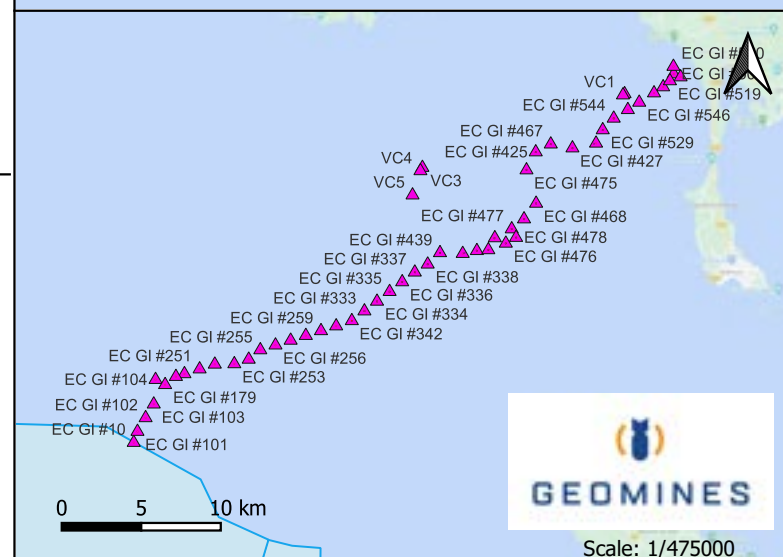 EC GI #
VC1
EC GI #519
EC GI #544
EC GI #546
EC GI #467
EC GI #529
EC GI #425
EC GI #427
VC4
VC3
VC5
EC GI #475
EC GI #477
EC GI #468
EC GI #478
EC GI #439
EC GI #476
EC GI #337
EC GI #338
EC GI #335
EC GI #336
EC GI #333
EC GI #334
EC GI #259
EC GI #342
EC GI #255
EC GI #256
EC GI #251
EC GI #253
EC GI #104
EC GI #179
EC GI #102
EC GI #103
EC GI #10
EC GI #101
0 5 10 km
GEOMINES
Scale: 1/475000